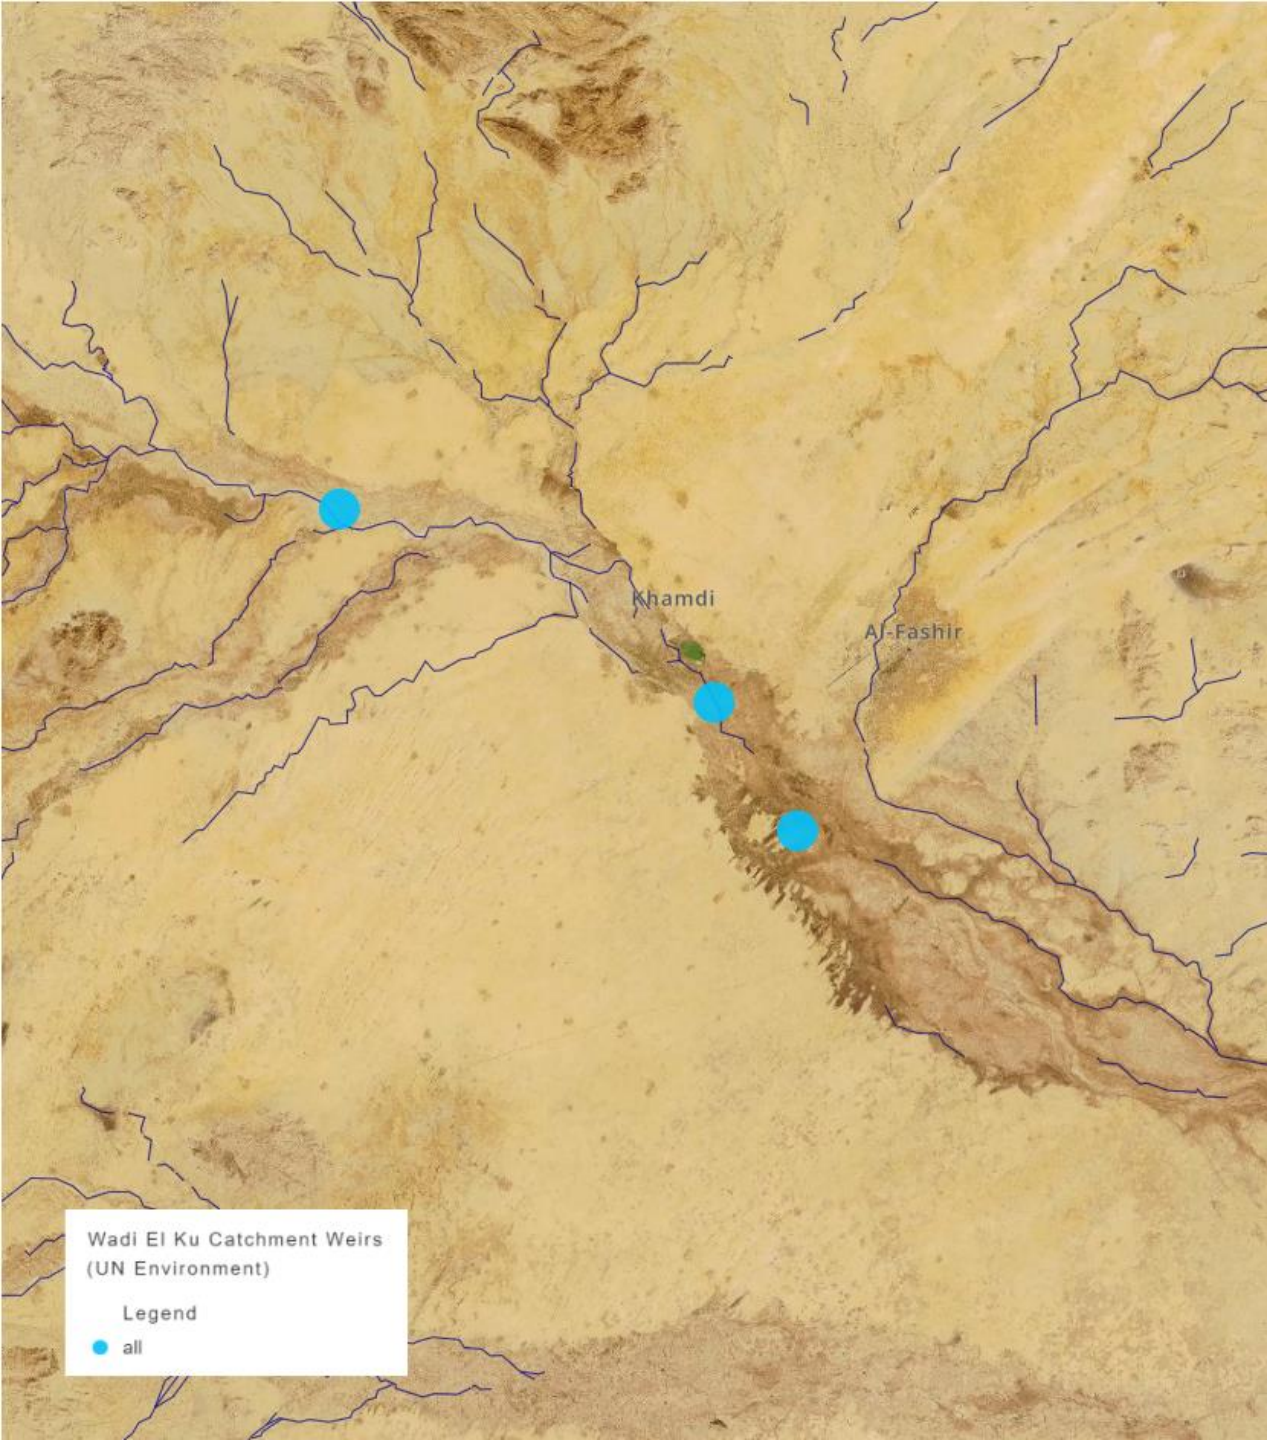 Khamdi
Al-Fashir
Wadi El Ku Catchment Weirs
(UN Environment)
Legend
all